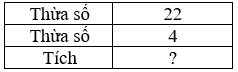 Thừa số 22
Thừa số 4
Tích ?